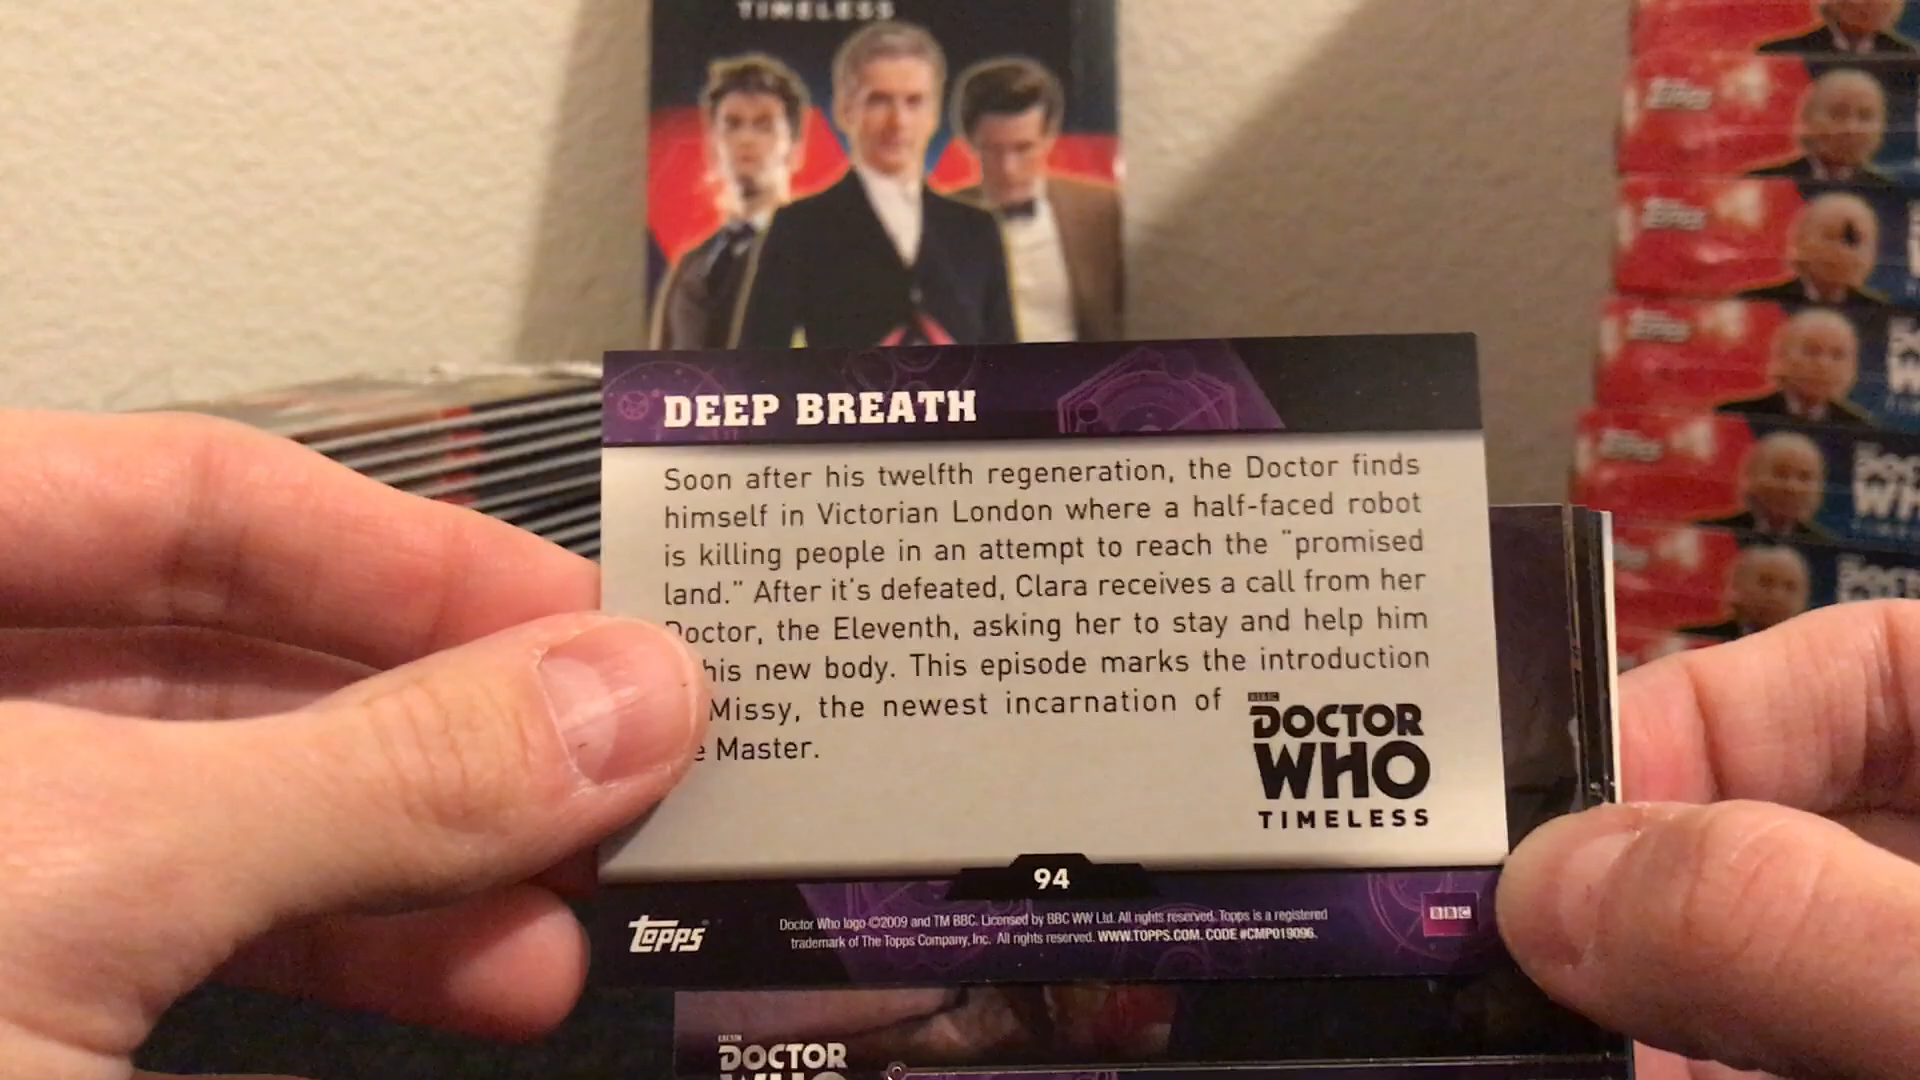 TIMELESS
DEEP BREATH
Soon after his twelfth regeneration, the Doctor finds
himself in Victorian London where a half-faced robot
is killing people in an attempt to reach the "promised
land." After it's defeated, Clara receives a call from her
Doctor, the Eleventh, asking her to stay and help him
his new body. This episode marks the introduction
Missy, the newest incarnation of
Master.
BBC
DOCTOR
WHO
TIMELESS
94
Topps
Doctor Who logo ©2009 and TM BBC. Licensed by BBC WW Ltd. All rights reserved. Topps is a registered
trademark of The Topps Company, Inc. All rights reserved. WWW.TOPPS.COM. CODE #CMP019096.
BBC
DOCTOR
Topps
Topps
Topps
Topps